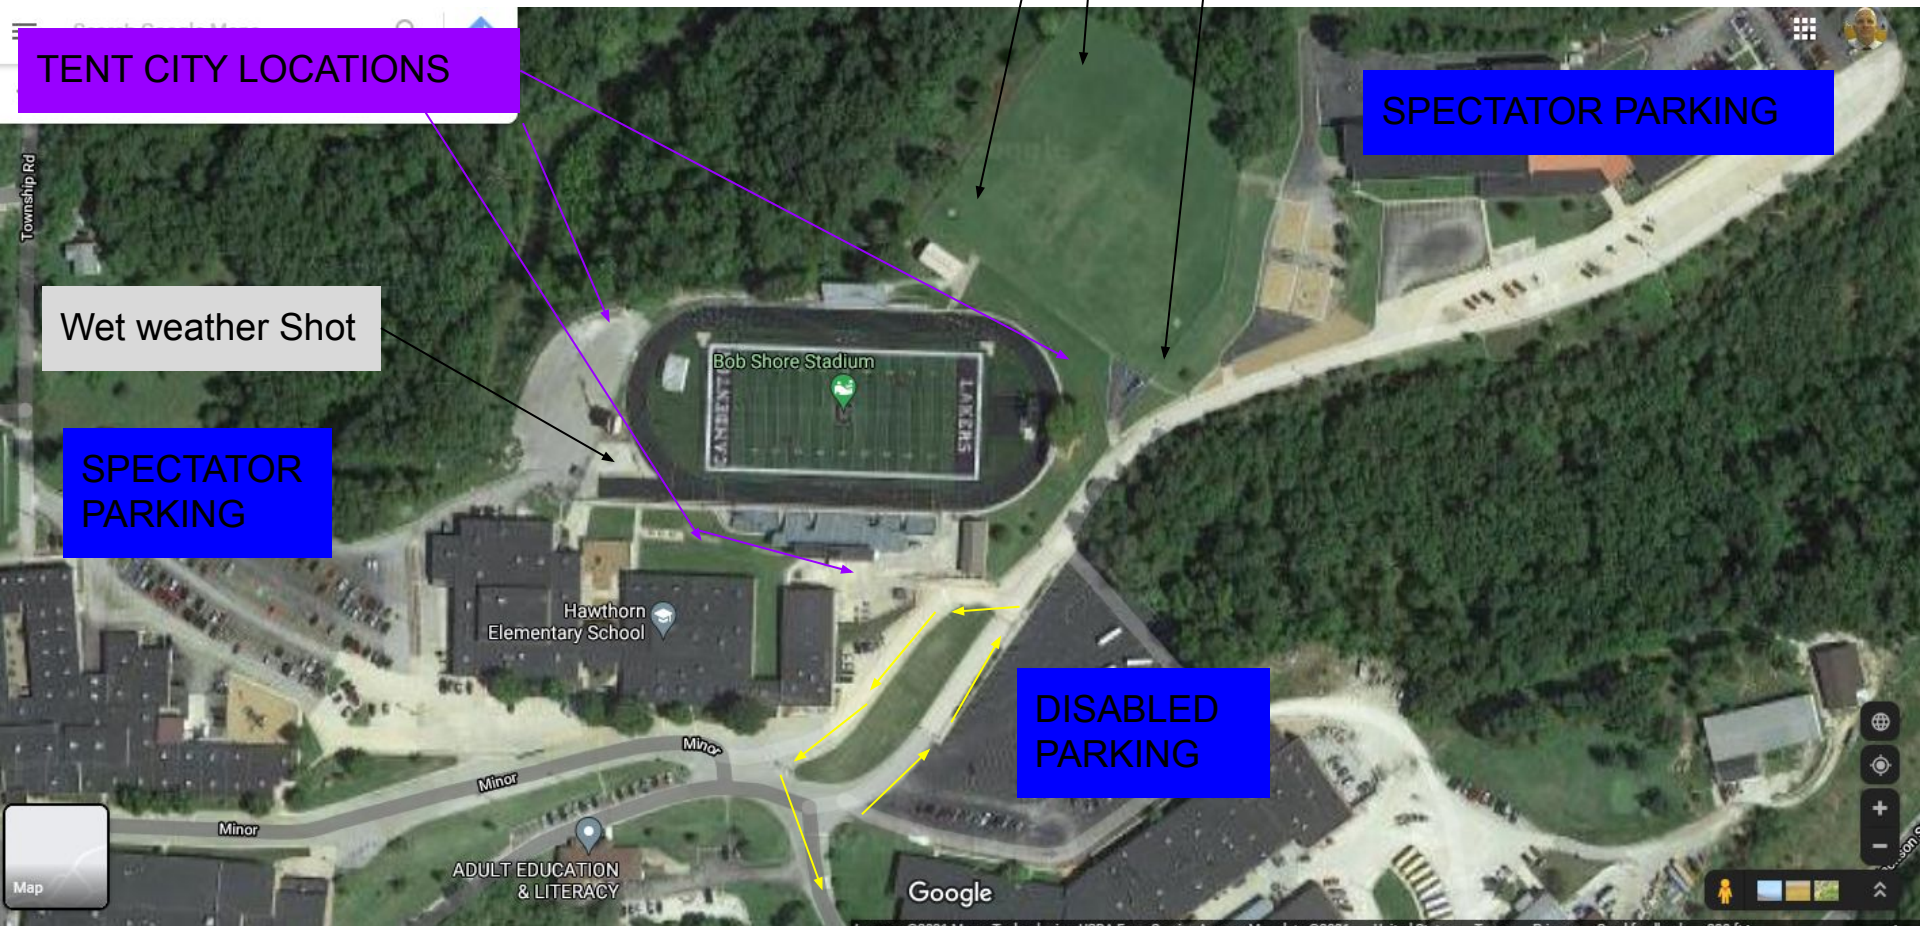 TENT CITY LOCATIONS
SPECTATOR PARKING
Township Rd
Wet weather Shot
Bob Shore Stadium
CAMDENTON
LAKERS
SPECTATOR
PARKING
Hawthorn
Elementary School
DISABLED
PARKING
Minor
Minor
Minor
ADULT EDUCATION
& LITERACY
Map
Google